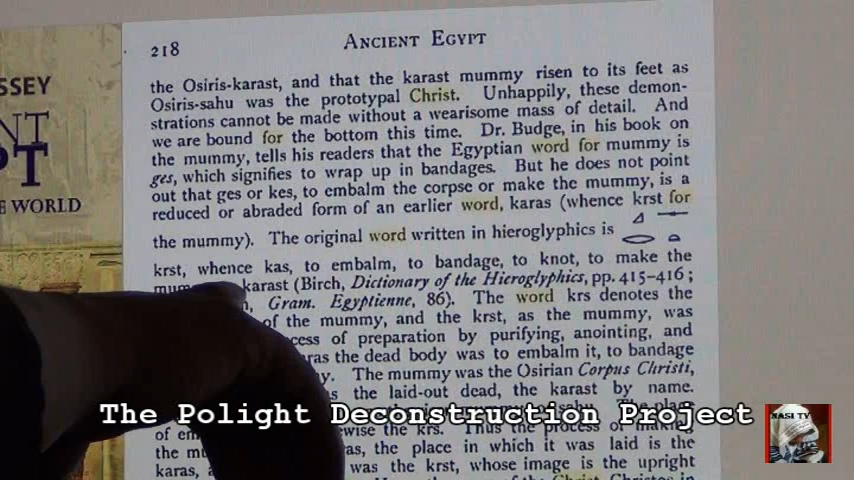 SSEY
NT
PT
E WORLD
218 ANCIENT EGYPT
the Osiris-karast, and that the karast mummy risen to its feet as
Osiris-sahu was the prototypal Christ. Unhappily, these demon-
strations cannot be made without a wearisome mass of detail. And
we are bound for the bottom this time. Dr. Budge, in his book on
the mummy, tells his readers that the Egyptian word for mummy is
ges, which signifies to wrap up in bandages. But he does not point
out that ges or kes, to embalm the corpse or make the mummy, is a
reduced or abraded form of an earlier word, karas (whence krst for
the mummy). The original word written in hieroglyphics is
krst, whence kas, to embalm, to bandage, to knot, to make the
karast (Birch, Dictionary of the Hieroglyphics, pp. 415–416;
Gram. Egyptienne, 86). The word krs denotes the
of the mummy, and the krst, as the mummy, was
cess of preparation by purifying, anointing, and
ras the dead body was to embalm it, to bandage
y. The mummy was the Osirian Corpus Christi,
s the laid-out dead, the karast by name.
The Polight Deconstruction Project
NASI TV
of em wise the krs. Thus the process of making
the mu as, the place in which it was laid is the
karas, was the krst, whose image is the upright
Christ